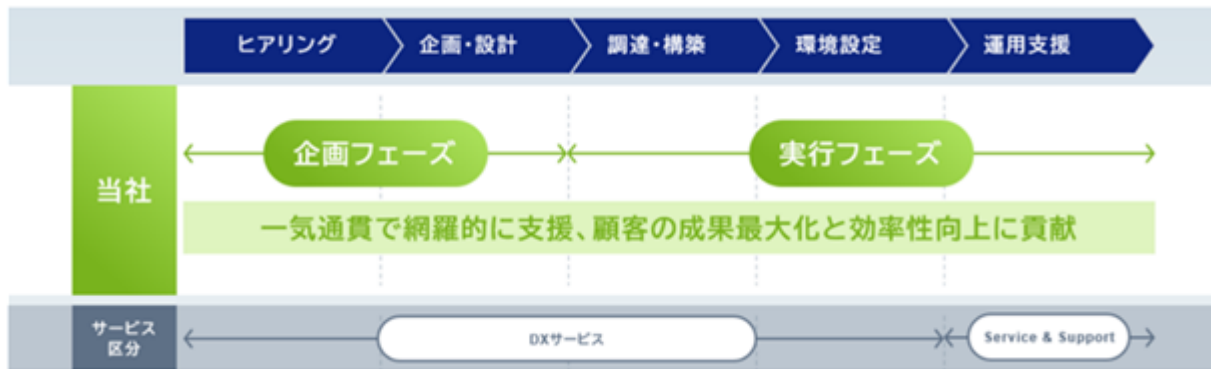 ヒアリング
企画・設計
調達・構築
環境設定
運用支援
当社
企画フェーズ
実行フェーズ
一気通貫で網羅的に支援、顧客の成果最大化と効率性向上に貢献
サービス
区分
DXサービス
Service & Support